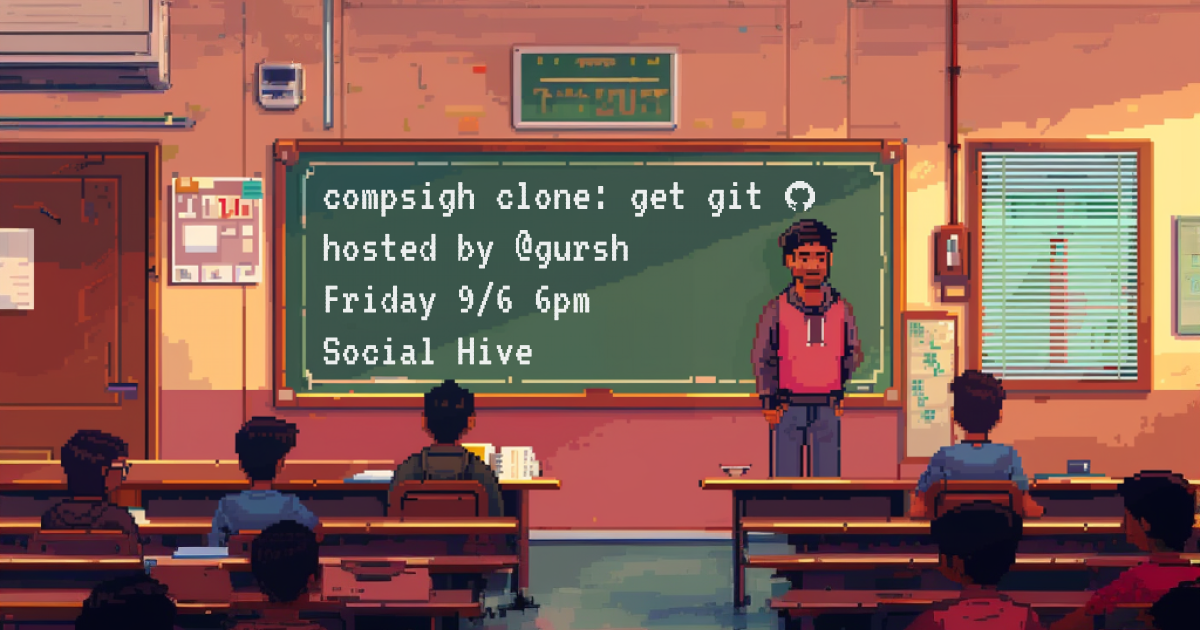 compsigh clone: get git
hosted by @gursh
Friday 9/6 6pm
Social Hive